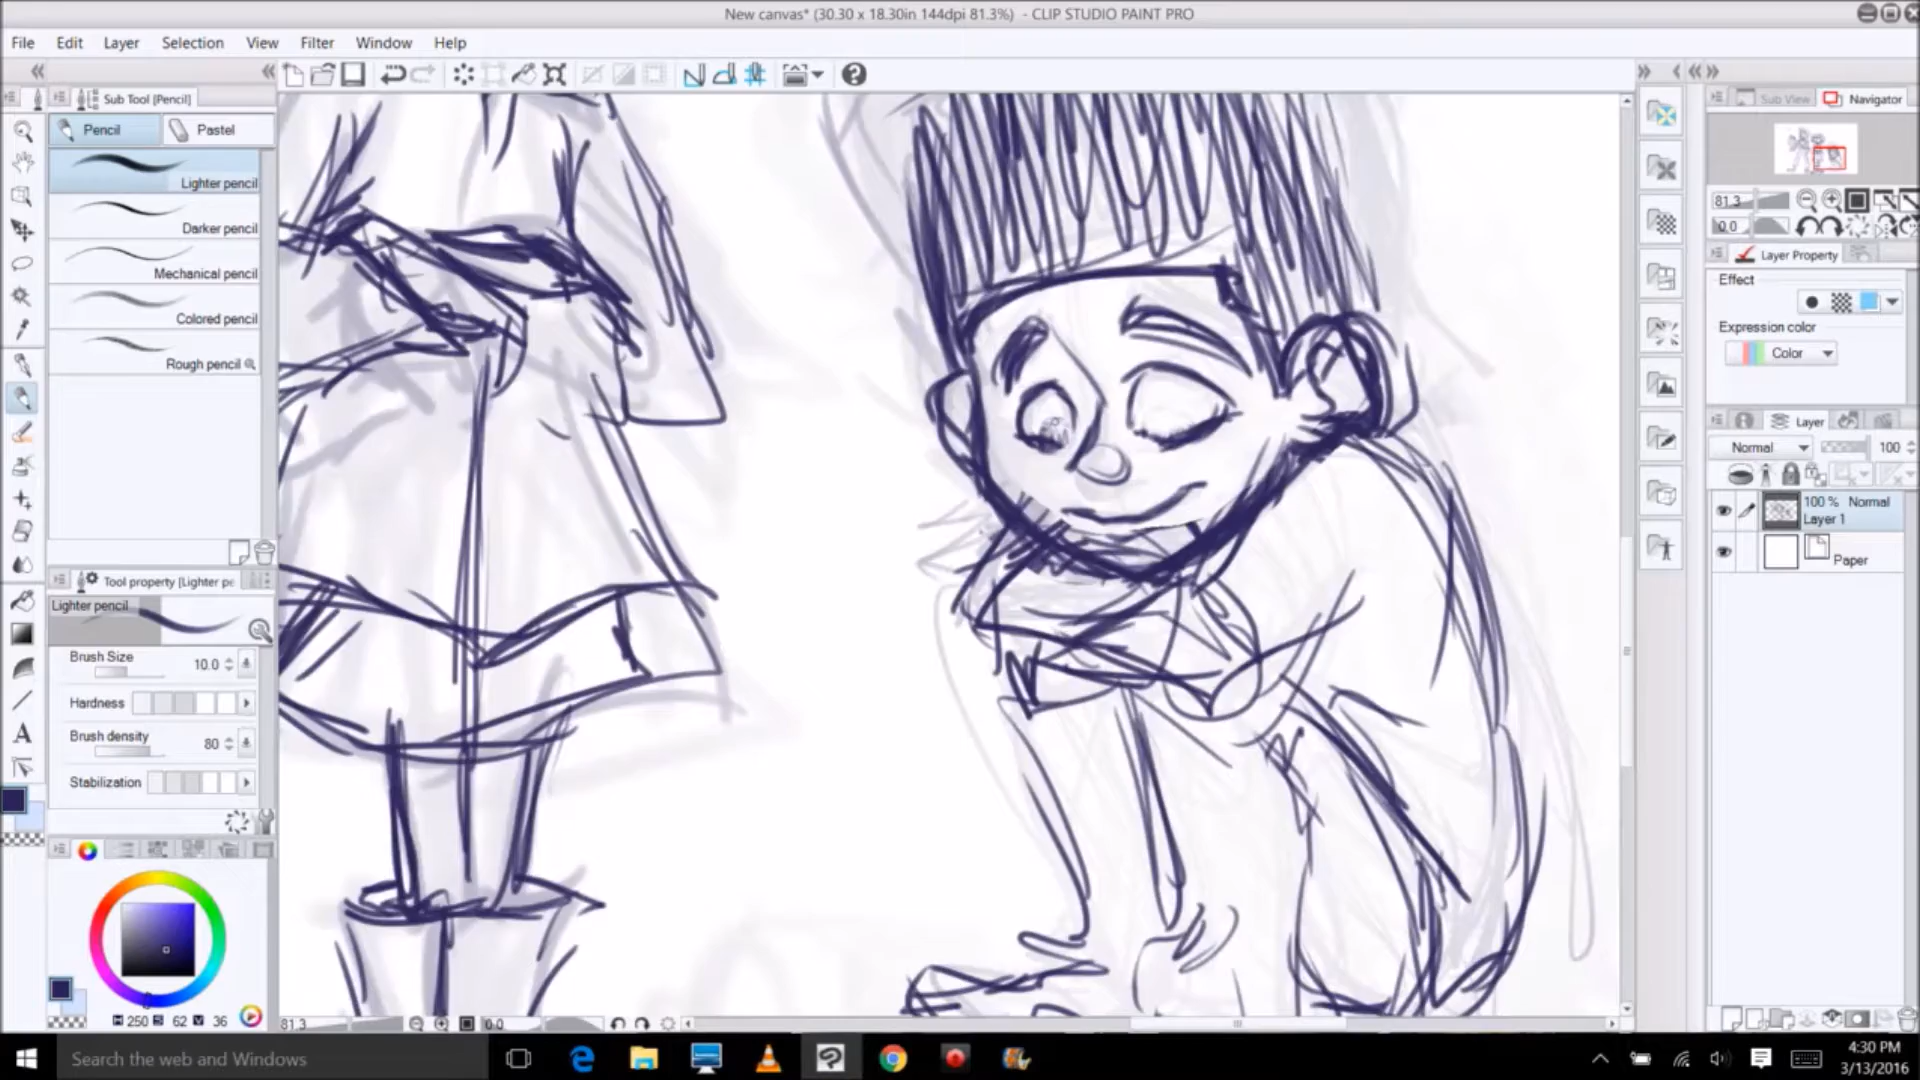 New canvas* (30.30 x 18.30in 144dpi 81.3%) - CLIP STUDIO PAINT PRO
File Edit Layer Selection View Filter Window Help
Sub Tool [Pencil]
Sub View Navigator
Pencil Pastel
Lighter pencil
Darker pencil
Mechanical pencil
Colored pencil
Rough pencil
81.3
0.0
Layer Property
Effect
Expression color
Color
Layer
Normal 100
100 % Normal
Layer 1
Paper
Tool property [Lighter pe
Lighter pencil
Brush Size 10.0
Hardness
Brush density 80
Stabilization
H 250 S 62 V 36
81.3 0.0
Search the web and Windows
4:30 PM
3/13/2016